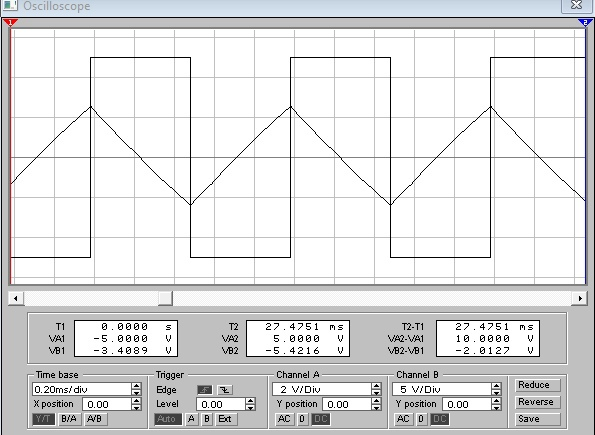 Oscilloscope
1 2
T1 0.0000 s T2 27.4751 ms T2-T1 27.4751 ms
VA1 -5.0000 V VA2 5.0000 V VA2-VA1 10.0000 V
VB1 -3.4089 V VB2 -5.4216 V VB2-VB1 -2.0127 V
Time base Trigger Channel A Channel B Reduce
0.20ms/div Edge 2 V/Div 5 V/Div Reverse
X position 0.00 Level 0.00 Y position 0.00 Y position 0.00
Y/T B/A A/B Auto A B Ext AC 0 DC AC 0 DC Save